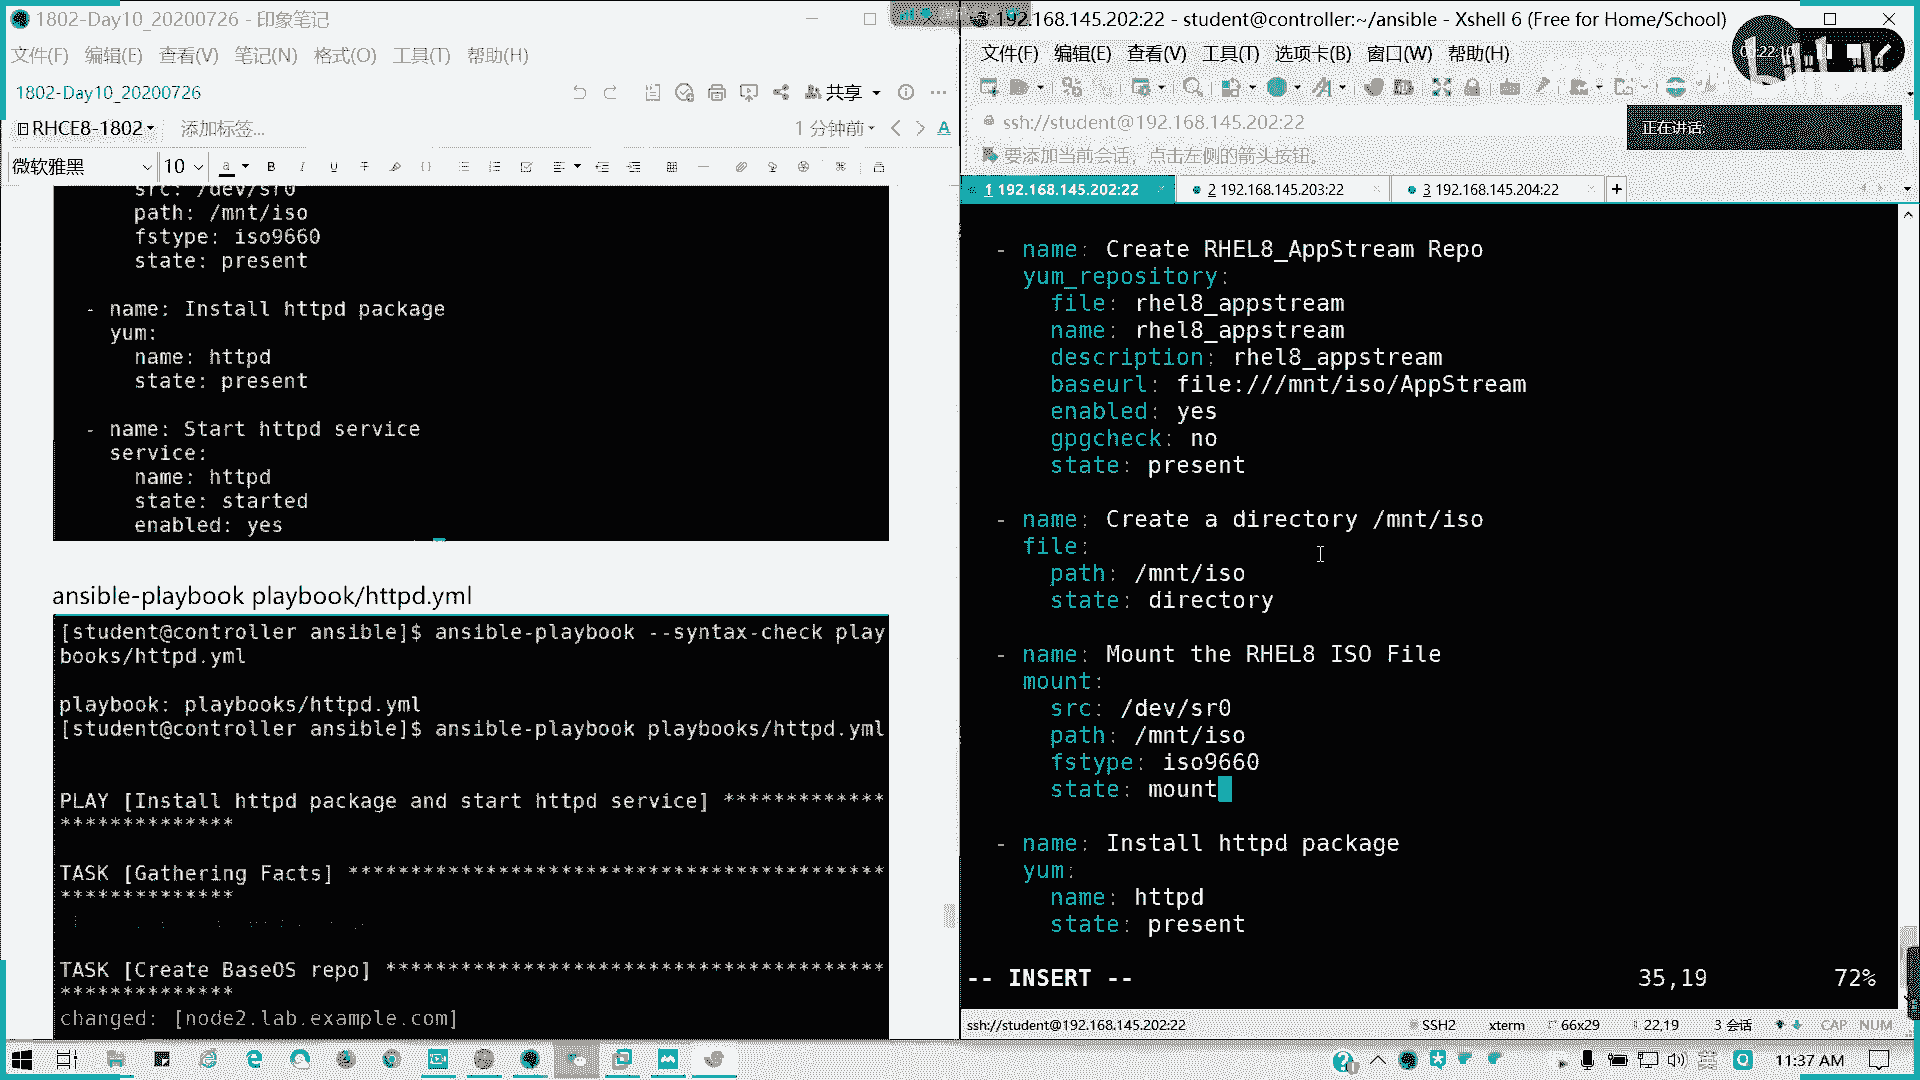 1802-Day10_20200726 - 印象笔记
文件(F) 编辑(E) 查看(V) 笔记(N) 格式(O) 工具(T) 帮助(H)
1802-Day10_20200726
共享
RHCE8-1802
添加标签...
1 分钟前
微软雅黑 10
src: /dev/sr0
path: /mnt/iso
fstype: iso9660
state: present
- name: Install httpd package
yum:
name: httpd
state: present
- name: Start httpd service
service:
name: httpd
state: started
enabled: yes
ansible-playbook playbook/httpd.yml
[student@controller ansible]$ ansible-playbook --syntax-check play
books/httpd.yml
playbook: playbooks/httpd.yml
[student@controller ansible]$ ansible-playbook playbooks/httpd.yml
PLAY [Install httpd package and start httpd service] *************
**************
TASK [Gathering Facts] *******************************************
**************
TASK [Create BaseOS repo] ****************************************
**************
changed: [node2.lab.example.com]
192.168.145.202:22 - student@controller:~/ansible - Xshell 6 (Free for Home/School)
文件(F) 编辑(E) 查看(V) 工具(T) 选项卡(B) 窗口(W) 帮助(H)
ssh://student@192.168.145.202:22
正在讲话:
要添加当前会话，点击左侧的箭头按钮。
1 192.168.145.202:22
2 192.168.145.203:22
3 192.168.145.204:22
- name: Create RHEL8_AppStream Repo
yum_repository:
file: rhel8_appstream
name: rhel8_appstream
description: rhel8_appstream
baseurl: file:///mnt/iso/AppStream
enabled: yes
gpgcheck: no
state: present
- name: Create a directory /mnt/iso
file:
path: /mnt/iso
state: directory
- name: Mount the RHEL8 ISO File
mount:
src: /dev/sr0
path: /mnt/iso
fstype: iso9660
state: mount
- name: Install httpd package
yum:
name: httpd
state: present
-- INSERT -- 35,19 72%
ssh://student@192.168.145.202:22 SSH2 xterm 66x29 22,19 3 会话 CAP NUM
英
11:37 AM